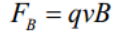 F_B = qvB